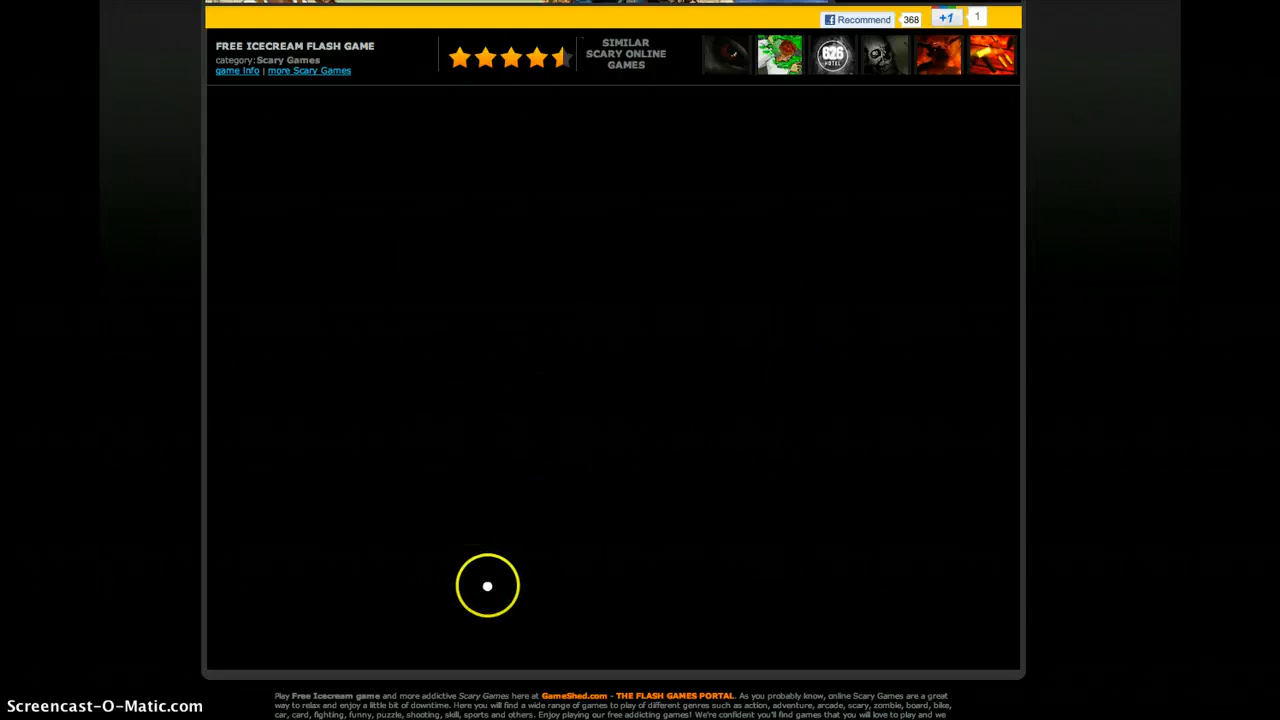 Recommend 368 +1 1
FREE ICECREAM FLASH GAME
category:Scary Games
game info | more Scary Games
SIMILAR
SCARY ONLINE
GAMES
626
HOTEL
Play Free Icecream game and more addictive Scary Games here at GameShed.com - THE FLASH GAMES PORTAL. As you probably know, online Scary Games are a great
way to relax and enjoy a little bit of downtime. Here you will find a wide range of games to play of different genres such as action, adventure, arcade, scary, zombie, board, bike,
car, card, fighting, funny, puzzle, shooting, skill, sports and others. Enjoy playing our free addicting games! We're confident you'll find games that you will love to play and we
Screencast-O-Matic.com